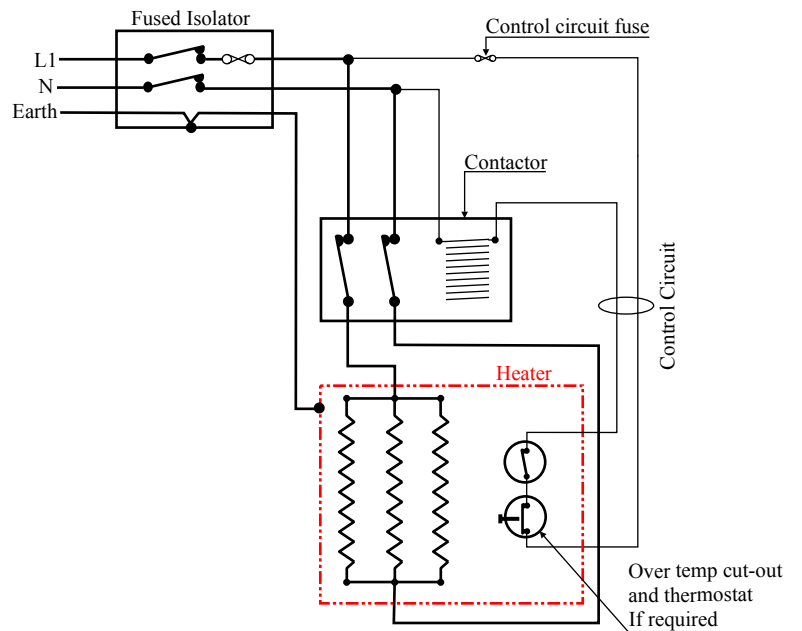 Fused Isolator
Control circuit fuse
L1
N
Earth
Contactor
Control Circuit
Heater
Over temp cut-out
and thermostat
If required